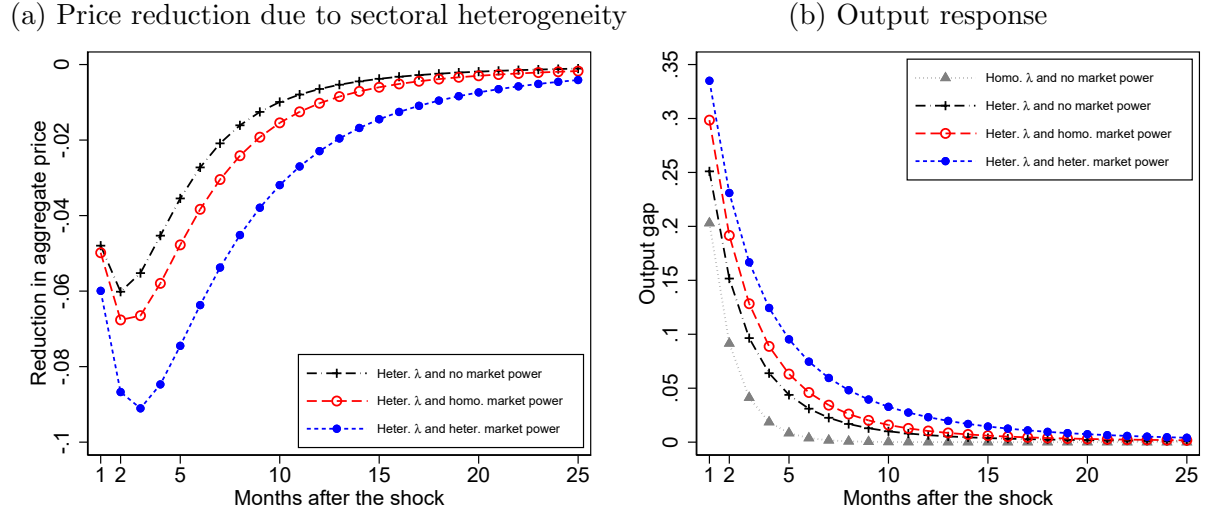 (a) Price reduction due to sectoral heterogeneity
Reduction in aggregate price
0
-.02
-.04
-.06
-.08
-.1
Heter. λ and no market power
Heter. λ and homo. market power
Heter. λ and heter. market power
1 2 5 10 15 20 25
Months after the shock
(b) Output response
Output gap
.35
.3
.25
.2
.15
.1
.05
0
Homo. λ and no market power
Heter. λ and no market power
Heter. λ and homo. market power
Heter. λ and heter. market power
1 2 5 10 15 20 25
Months after the shock